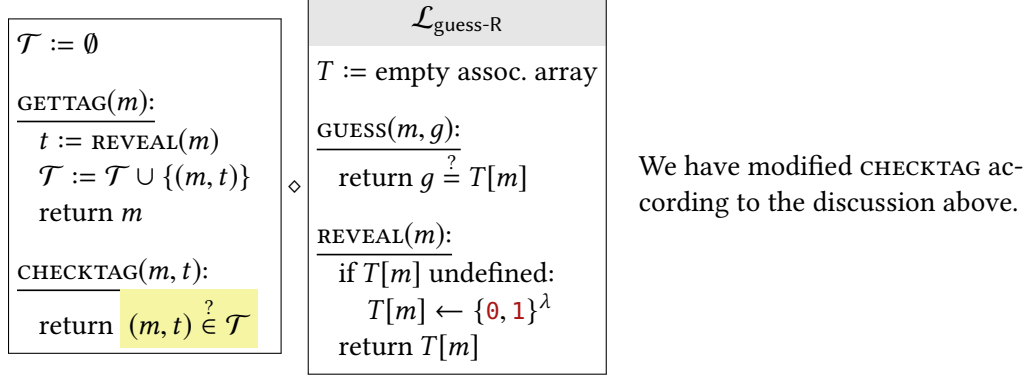 𝒯 := ∅
GETTAG(m):
t := REVEAL(m)
𝒯 := 𝒯 ∪ {(m, t)}
return m
CHECKTAG(m, t):
return (m, t) ?∈ 𝒯
⋄
ℒguess-R
T := empty assoc. array
GUESS(m, g):
return g ?= T[m]
REVEAL(m):
if T[m] undefined:
T[m] ← {0, 1}^λ
return T[m]
We have modified CHECKTAG ac-
cording to the discussion above.